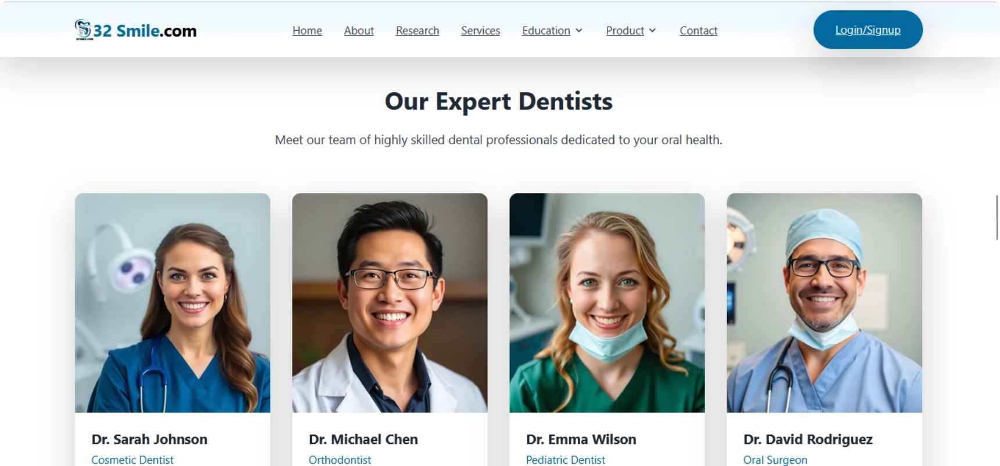 32 Smile.com
Home
About
Research
Services
Education
Product
Contact
Login/Signup
Our Expert Dentists
Meet our team of highly skilled dental professionals dedicated to your oral health.
Dr. Sarah Johnson
Cosmetic Dentist
Dr. Michael Chen
Orthodontist
Dr. Emma Wilson
Pediatric Dentist
Dr. David Rodriguez
Oral Surgeon